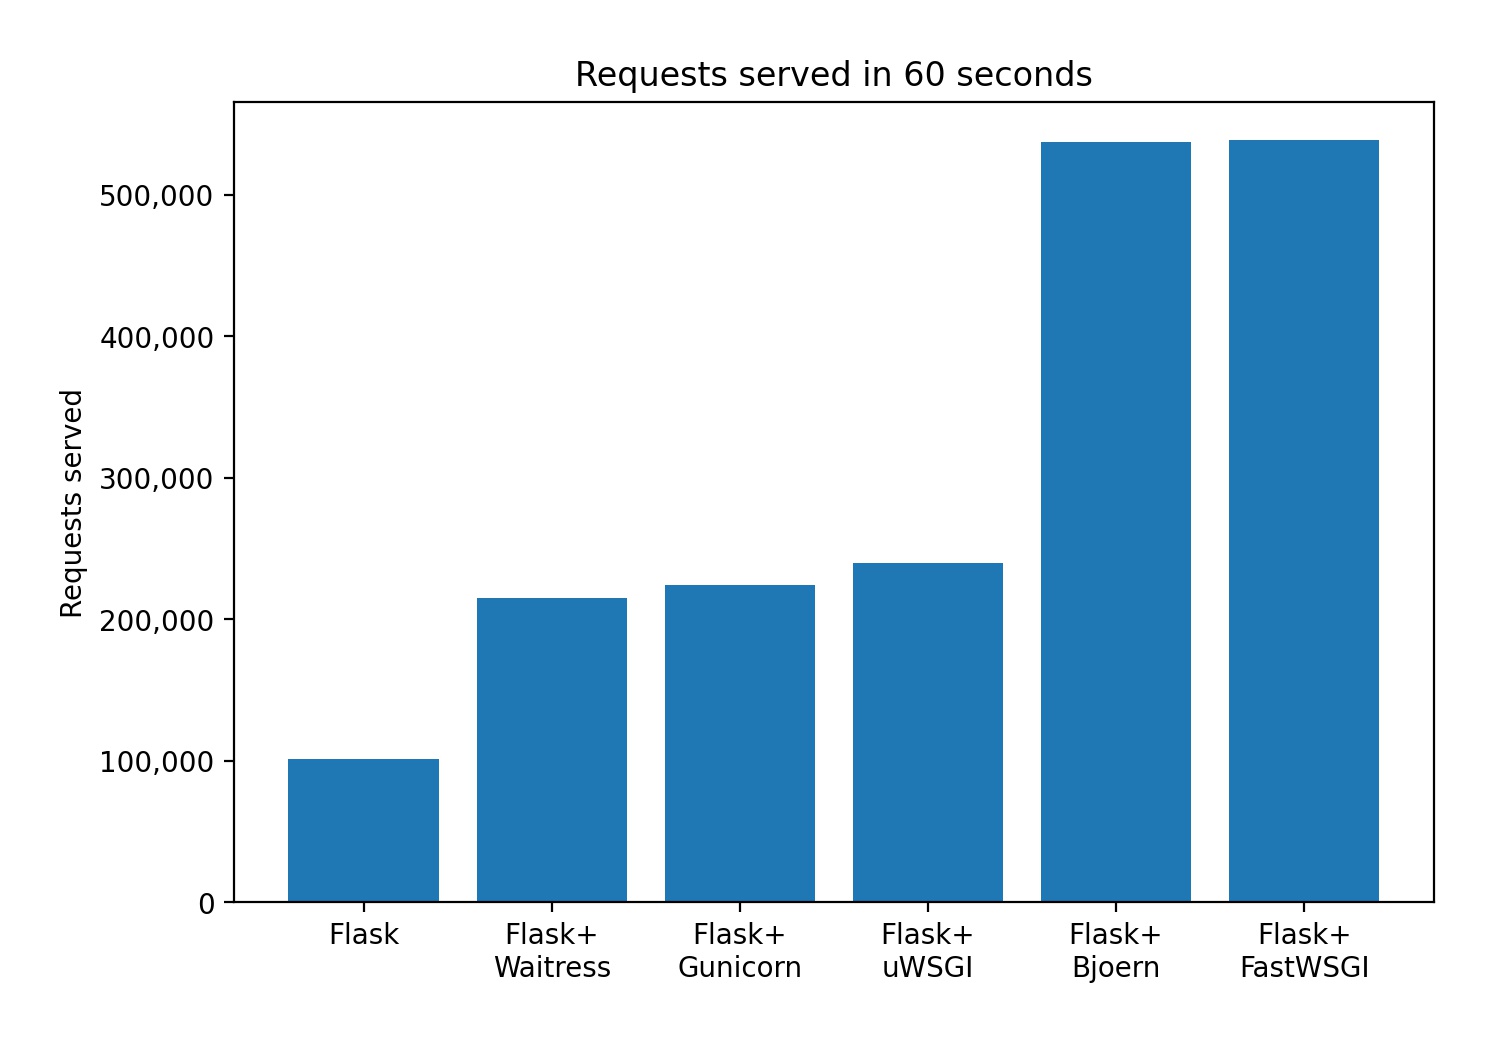 Requests served in 60 seconds
Requests served
500,000
400,000
300,000
200,000
100,000
0
Flask
Flask+
Waitress
Flask+
Gunicorn
Flask+
uWSGI
Flask+
Bjoern
Flask+
FastWSGI